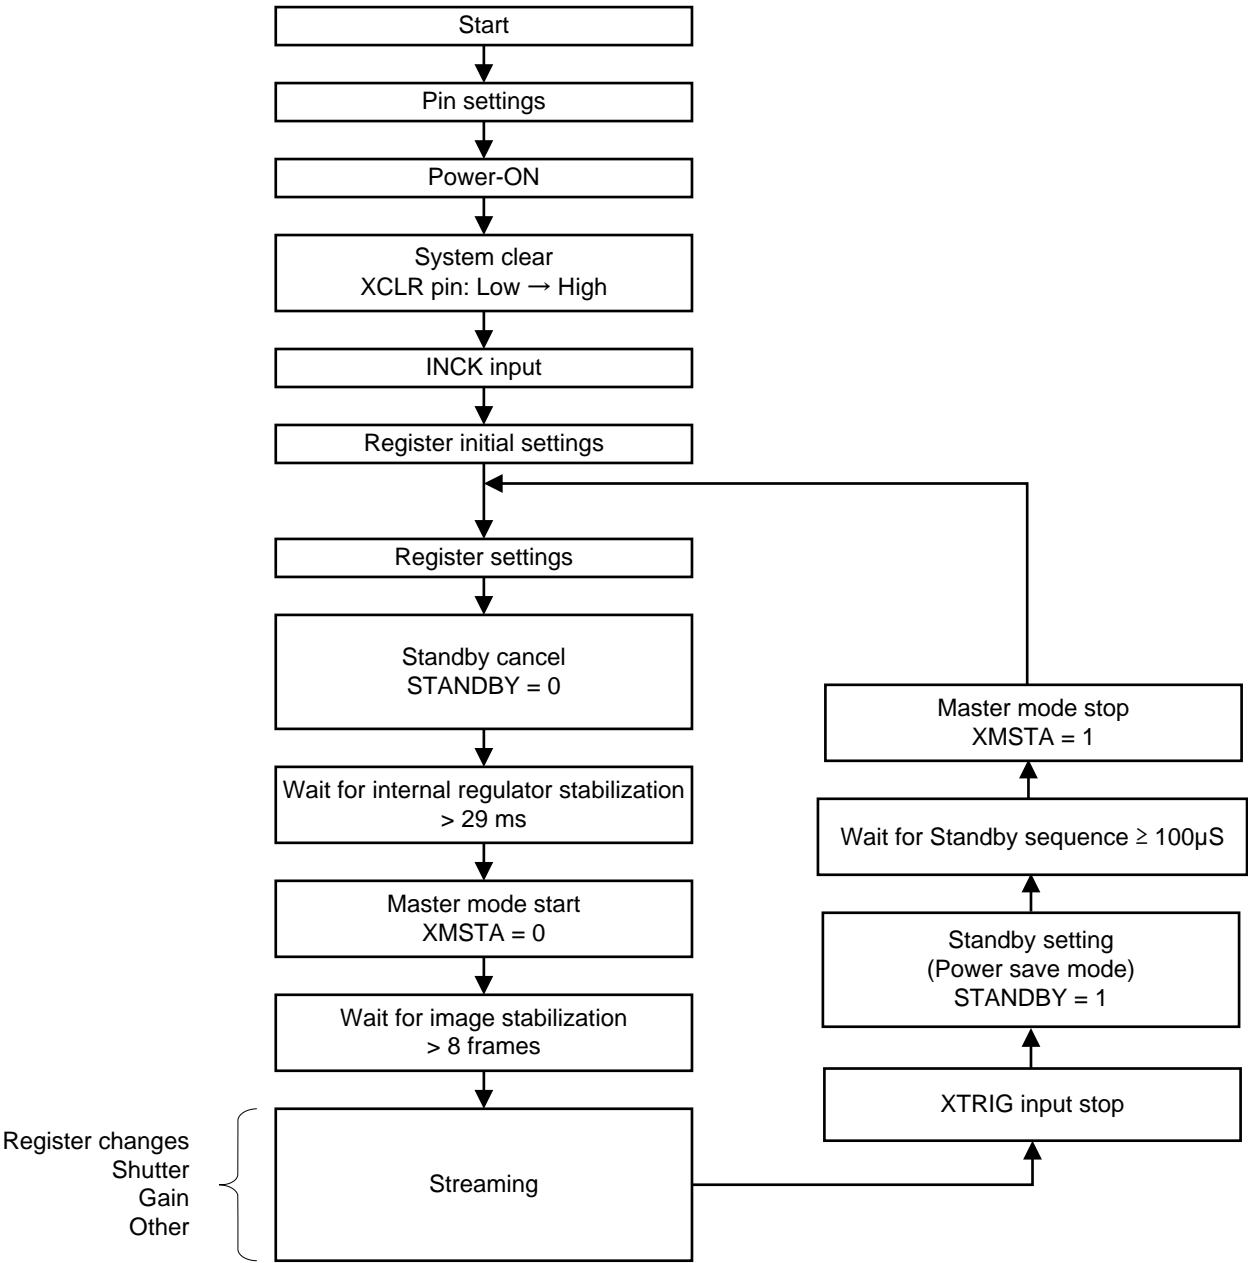 Start
Pin settings
Power-ON
System clear
XCLR pin: Low → High
INCK input
Register initial settings
Register settings
Standby cancel
STANDBY = 0
Wait for internal regulator stabilization
> 29 ms
Master mode start
XMSTA = 0
Wait for image stabilization
> 8 frames
Register changes
Shutter
Gain
Other
Streaming
XTRIG input stop
Standby setting
(Power save mode)
STANDBY = 1
Wait for Standby sequence ≥ 100µS
Master mode stop
XMSTA = 1